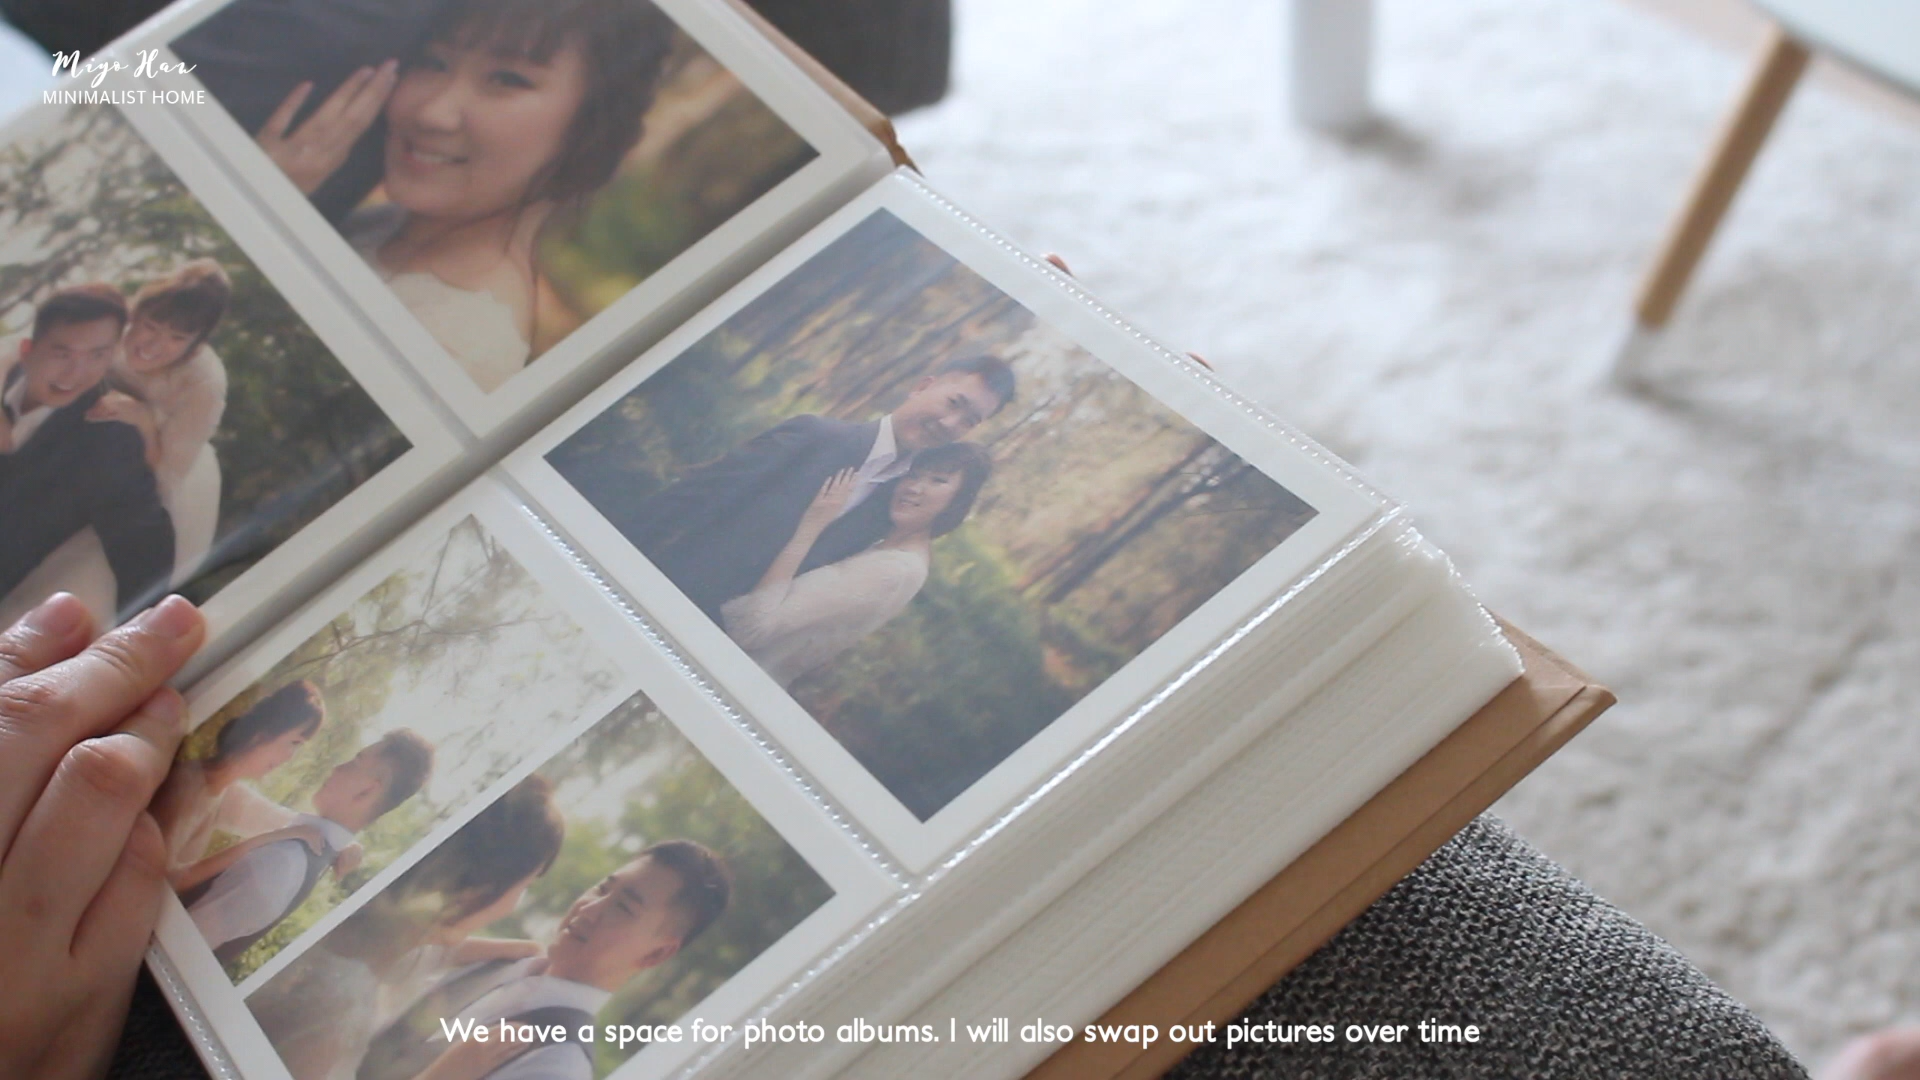 Miyo Han
MINIMALIST HOME
We have a space for photo albums. I will also swap out pictures over time